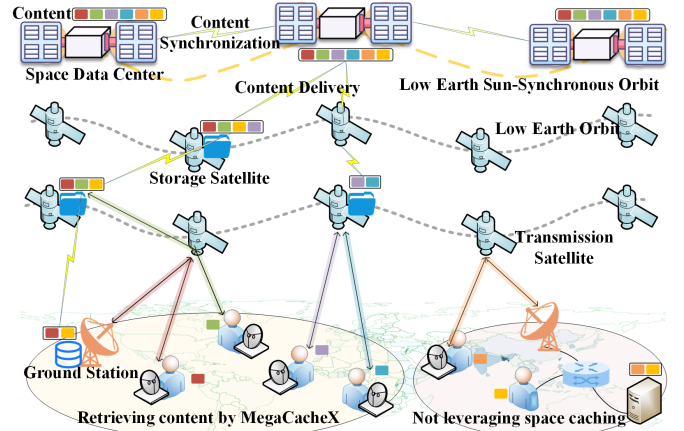 Content
Content
Synchronization
Space Data Center
Content Delivery
Low Earth Sun-Synchronous Orbit
Low Earth Orbit
Storage Satellite
Transmission
Satellite
Ground Station
Retrieving content by MegaCacheX
Not leveraging space caching